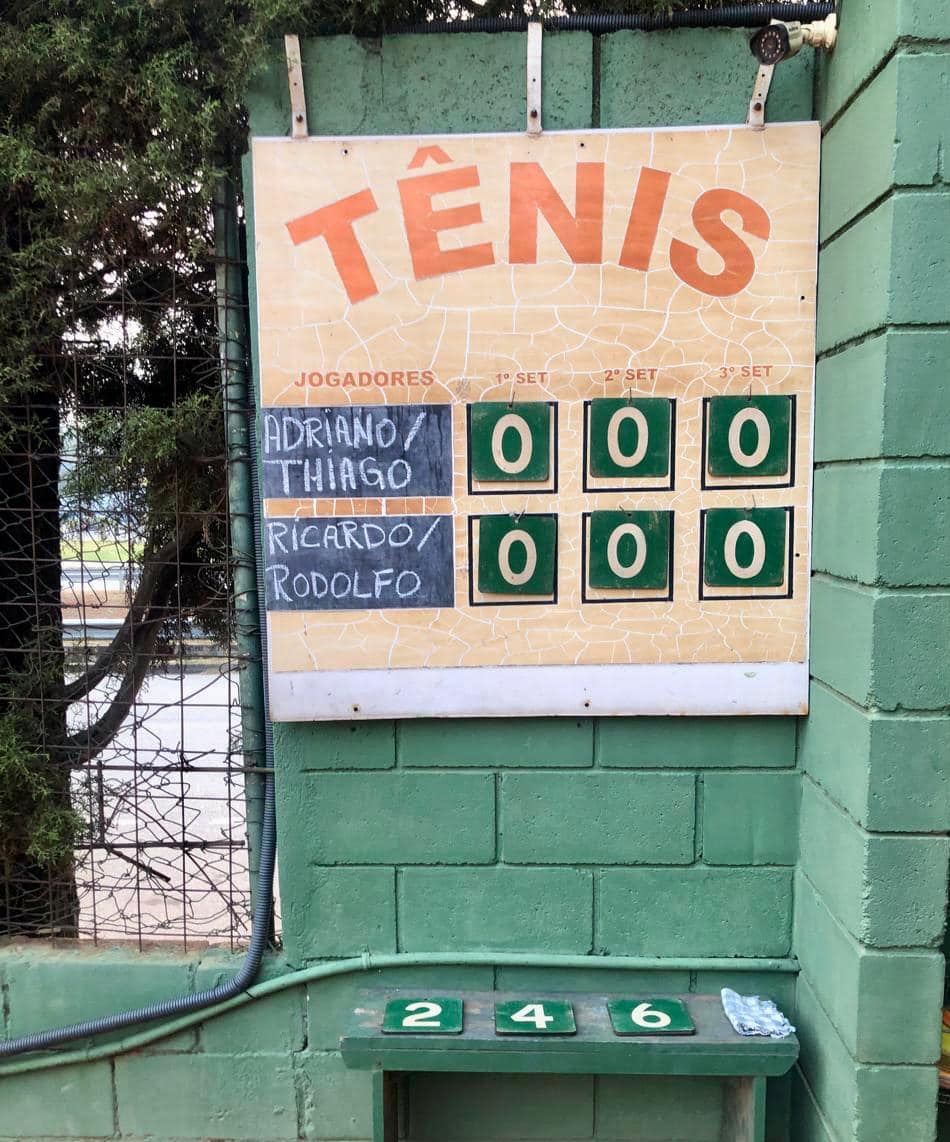 TÊNIS
JOGADORES 1º SET 2º SET 3º SET
ADRIANO/
THIAGO
0 0 0
RICARDO/
RODOLFO
0 0 0
2 4 6